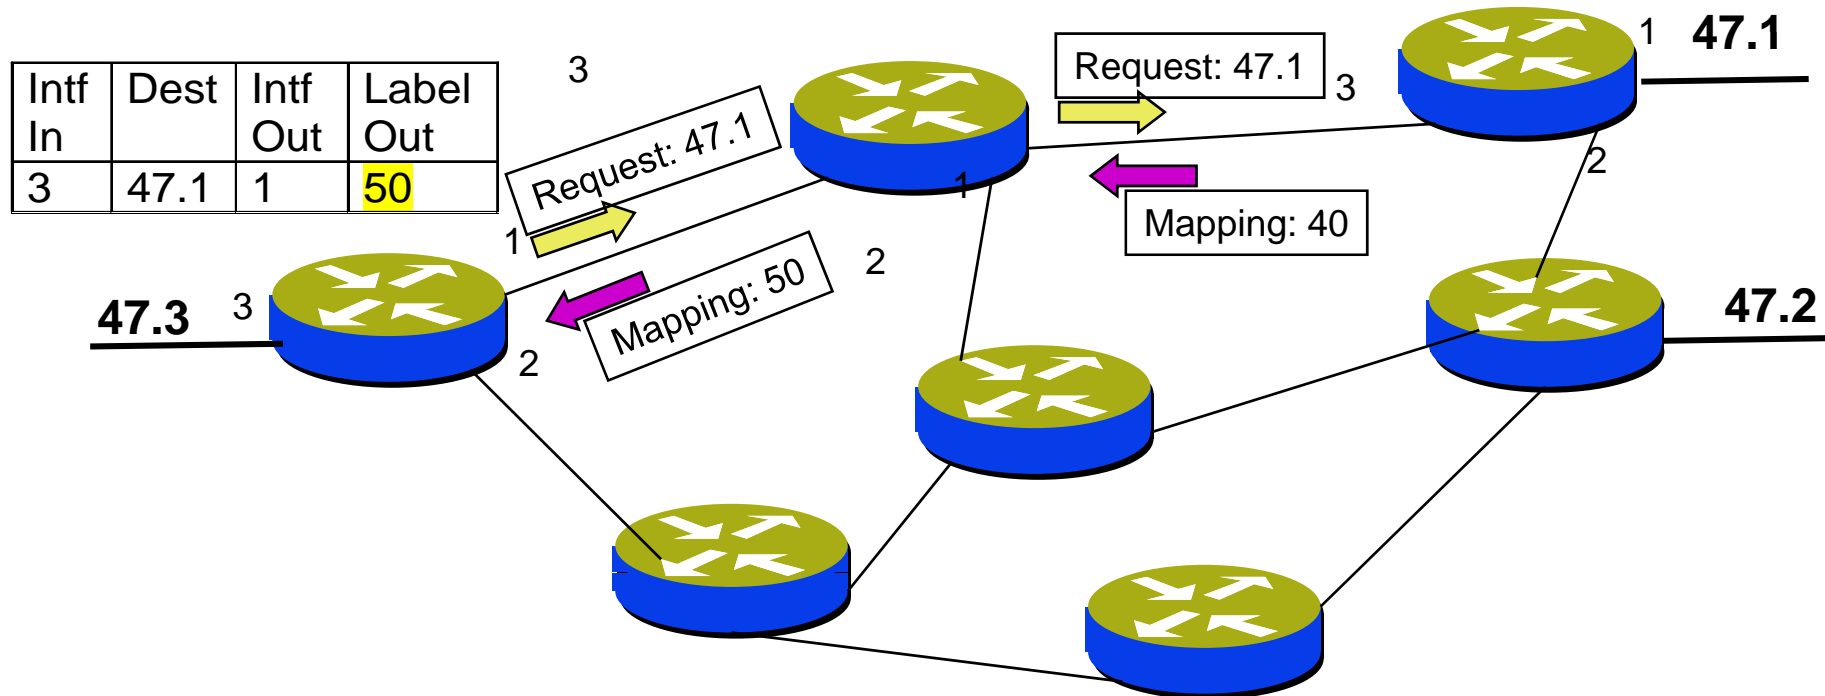 Intf In Dest Intf Out Label Out
3 47.1 1 50
3
Request: 47.1
Mapping: 50
1
2
3
47.3
Request: 47.1
3
1
47.1
2
1
Mapping: 40
2
47.2